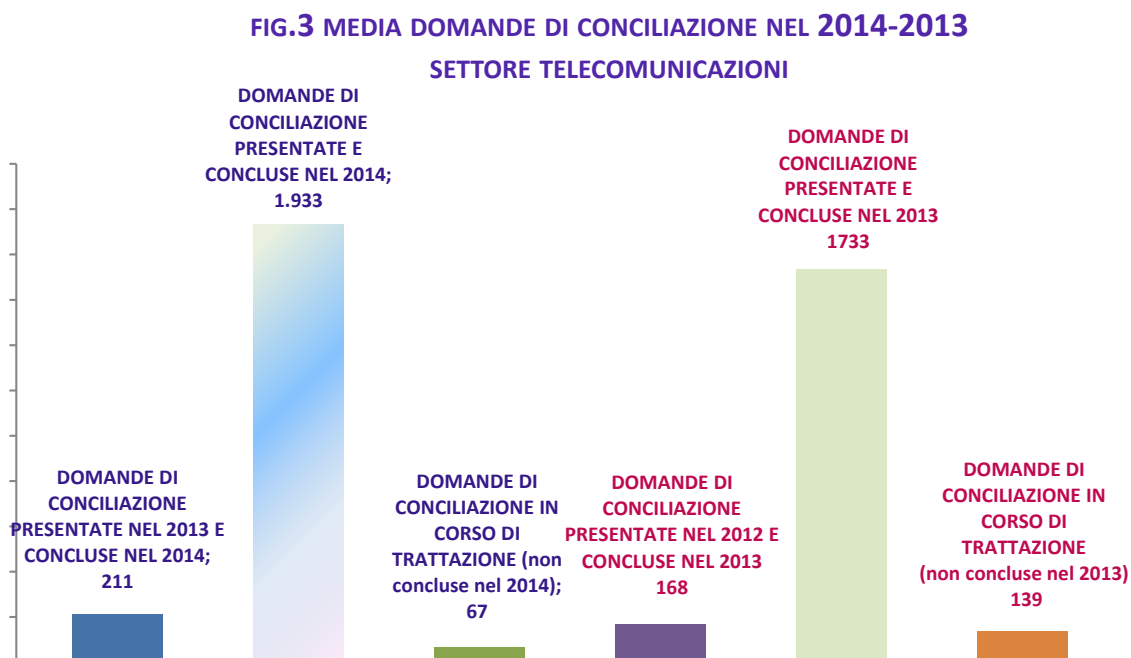 FIG.3 MEDIA DOMANDE DI CONCILIAZIONE NEL 2014-2013
SETTORE TELECOMUNICAZIONI
DOMANDE DI
CONCILIAZIONE
PRESENTATE NEL 2013 E
CONCLUSE NEL 2014;
211
DOMANDE DI
CONCILIAZIONE
PRESENTATE E
CONCLUSE NEL 2014;
1.933
DOMANDE DI
CONCILIAZIONE IN
CORSO DI
TRATTAZIONE (non
concluse nel 2014);
67
DOMANDE DI
CONCILIAZIONE
PRESENTATE NEL 2012 E
CONCLUSE NEL 2013
168
DOMANDE DI
CONCILIAZIONE
PRESENTATE E
CONCLUSE NEL 2013
1733
DOMANDE DI
CONCILIAZIONE IN
CORSO DI
TRATTAZIONE
(non concluse nel 2013)
139